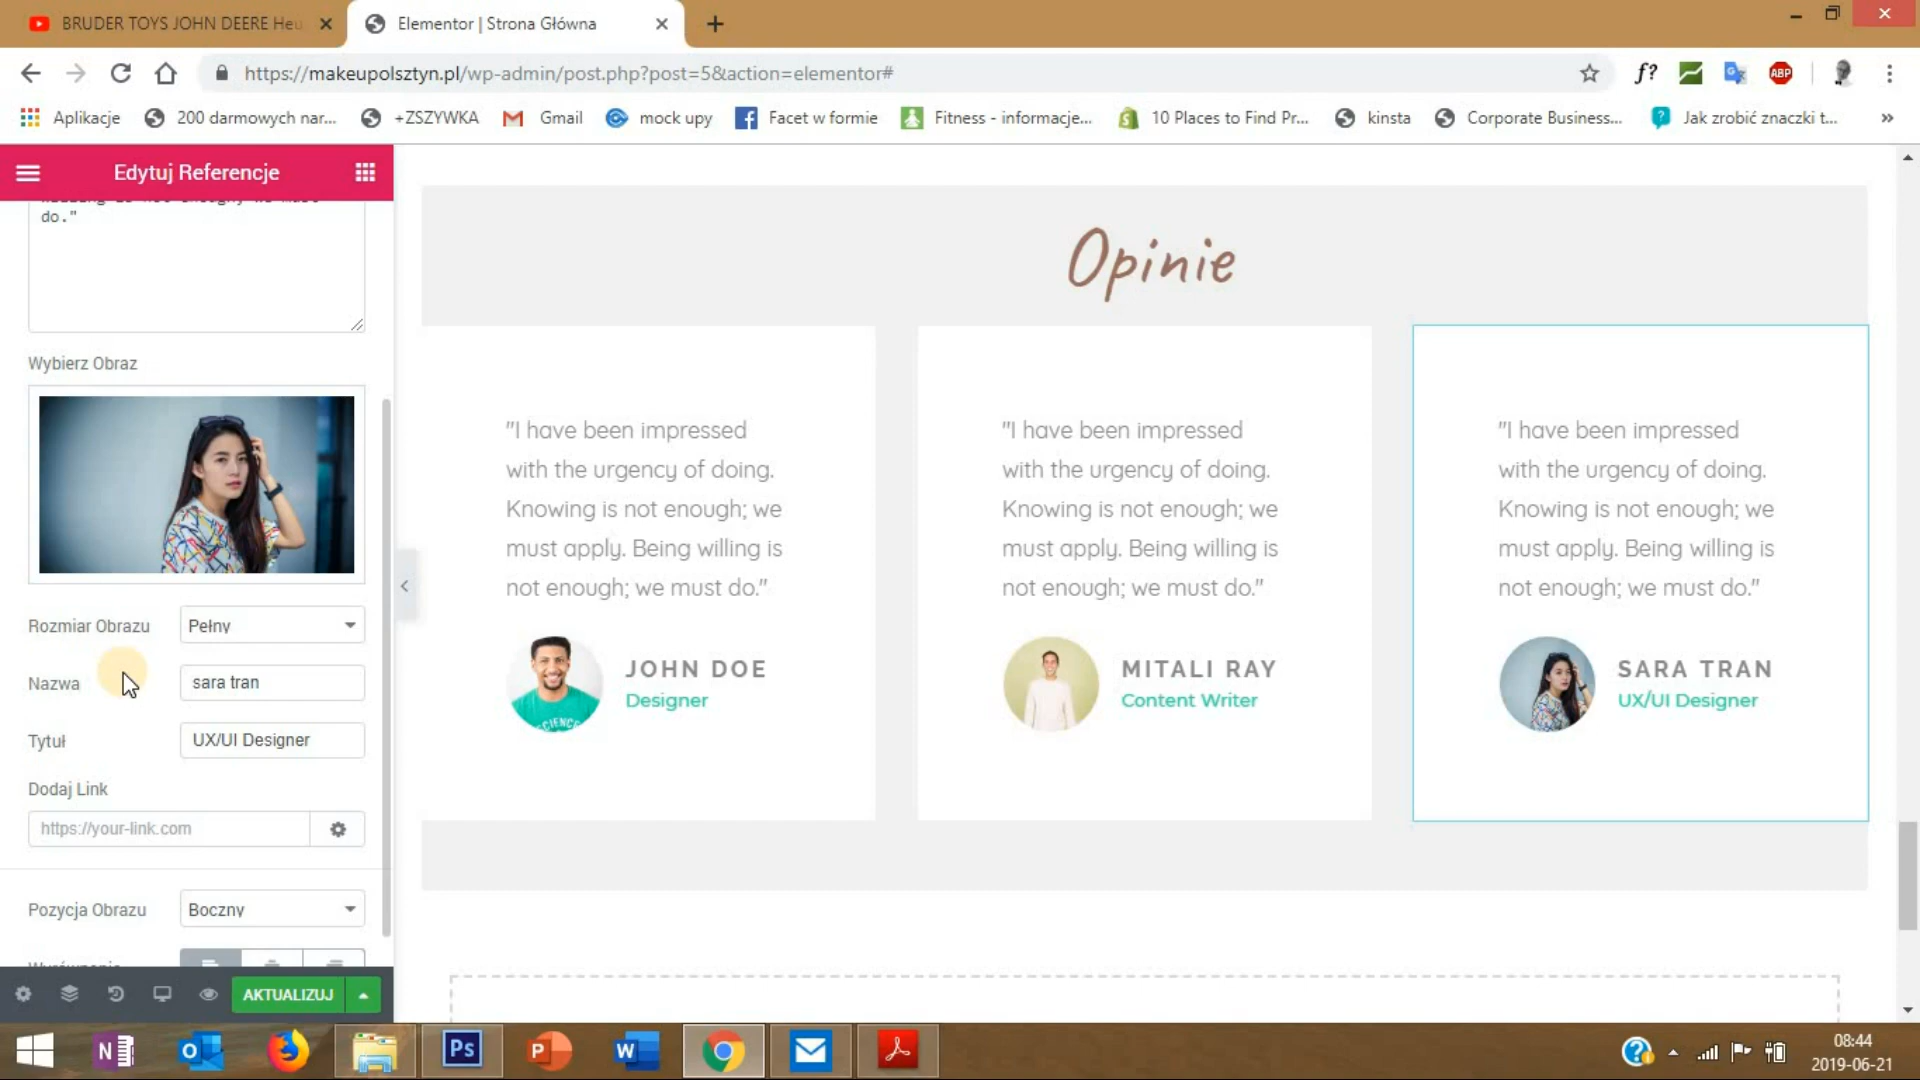 BRUDER TOYS JOHN DEERE Heu
Elementor | Strona Główna
https://makeupolsztyn.pl/wp-admin/post.php?post=5&action=elementor#
f?
ABP
Aplikacje
200 darmowych nar...
+ZSZYWKA
Gmail
mock upy
Facet w formie
Fitness - informacje...
10 Places to Find Pr...
kinsta
Corporate Business...
Jak zrobić znaczki t...
»
Edytuj Referencje
do."
Wybierz Obraz
Rozmiar Obrazu
Pełny
Nazwa
sara tran
Tytuł
UX/UI Designer
Dodaj Link
https://your-link.com
Pozycja Obrazu
Boczny
AKTUALIZUJ
Opinie
"I have been impressed
with the urgency of doing.
Knowing is not enough; we
must apply. Being willing is
not enough; we must do."
JOHN DOE
Designer
"I have been impressed
with the urgency of doing.
Knowing is not enough; we
must apply. Being willing is
not enough; we must do."
MITALI RAY
Content Writer
"I have been impressed
with the urgency of doing.
Knowing is not enough; we
must apply. Being willing is
not enough; we must do."
SARA TRAN
UX/UI Designer
08:44
2019-06-21